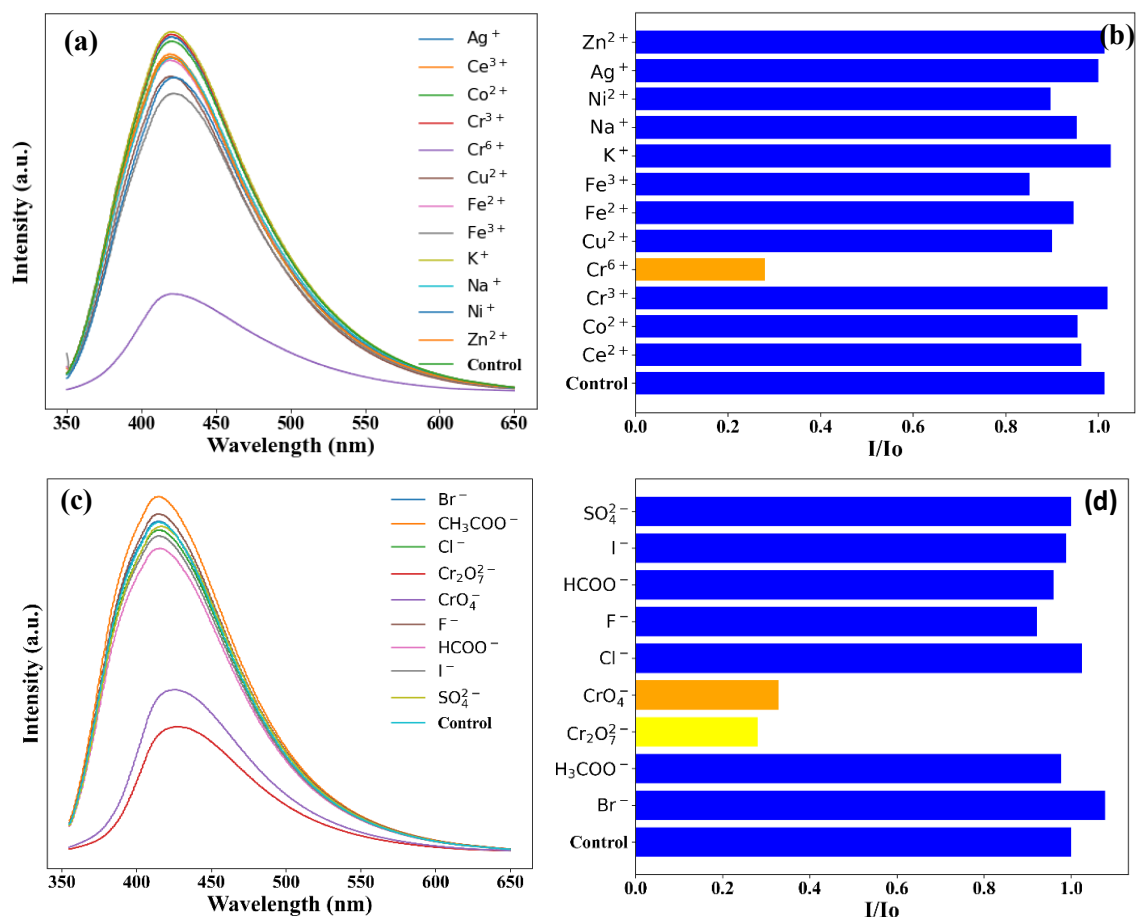 (a)
Ag⁺
Ce³⁺
Co²⁺
Cr³⁺
Cr⁶⁺
Cu²⁺
Fe²⁺
Fe³⁺
K⁺
Na⁺
Ni⁺
Zn²⁺
Control
Intensity (a.u.)
350 400 450 500 550 600 650
Wavelength (nm)
(b)
Zn²⁺
Ag⁺
Ni²⁺
Na⁺
K⁺
Fe³⁺
Fe²⁺
Cu²⁺
Cr⁶⁺
Cr³⁺
Co²⁺
Ce²⁺
Control
0.0 0.2 0.4 0.6 0.8 1.0
I/Io
(c)
Br⁻
CH₃COO⁻
Cl⁻
Cr₂O₇²⁻
CrO₄⁻
F⁻
HCOO⁻
I⁻
SO₄²⁻
Control
Intensity (a.u.)
350 400 450 500 550 600 650
Wavelength (nm)
(d)
SO₄²⁻
I⁻
HCOO⁻
F⁻
Cl⁻
CrO₄⁻
Cr₂O₇²⁻
H₃COO⁻
Br⁻
Control
0.0 0.2 0.4 0.6 0.8 1.0
I/Io